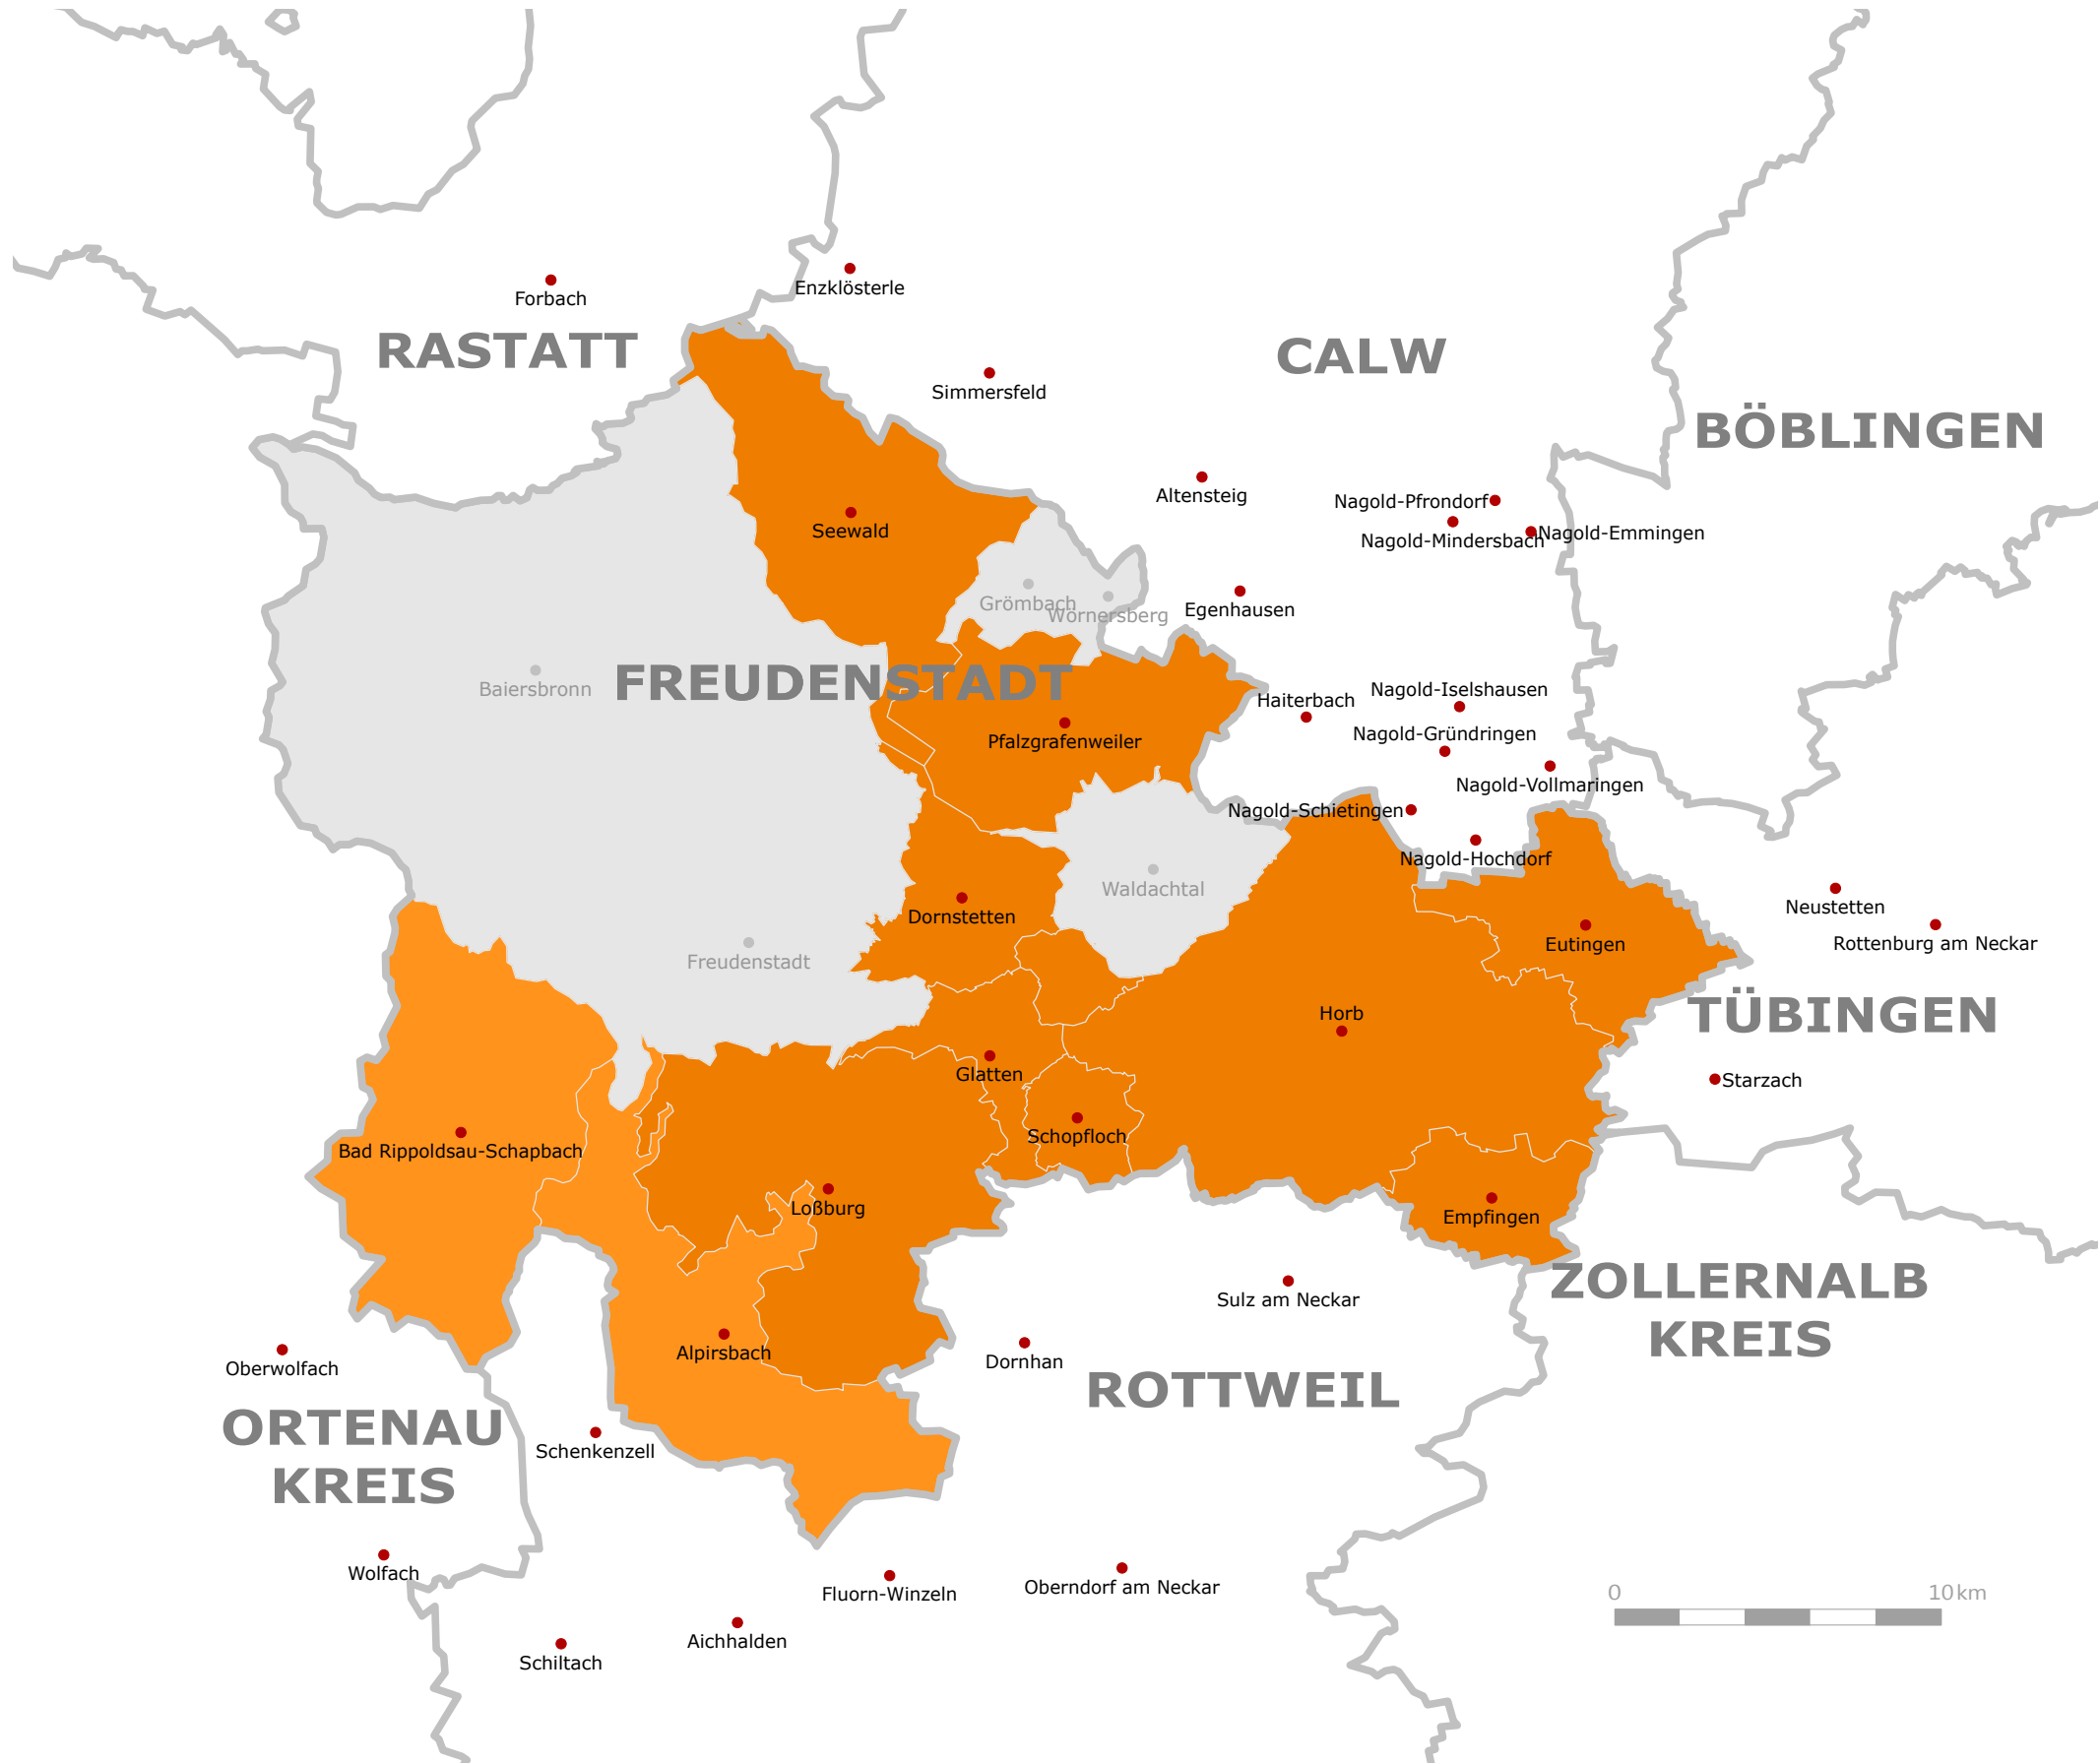 Enzklösterle
Forbach
RASTATT
CALW
Simmersfeld
BÖBLINGEN
Altensteig
Nagold-Pfrondorf
Seewald
Nagold-Mindersbach
Nagold-Emmingen
Grömbach
Wörnersberg
Egenhausen
Baiersbronn
FREUDENSTADT
Nagold-Iselshausen
Haiterbach
Nagold-Gründringen
Pfalzgrafenweiler
Nagold-Vollmaringen
Nagold-Schietingen
Nagold-Hochdorf
Waldachtal
Neustetten
Dornstetten
Eutingen
Rottenburg am Neckar
Freudenstadt
Horb
TÜBINGEN
Glatten
Starzach
Schopfloch
Bad Rippoldsau-Schapbach
Loßburg
Empfingen
Sulz am Neckar
ZOLLERNALB
KREIS
Alpirsbach
Dornhan
Oberwolfach
ROTTWEIL
ORTENAU
KREIS
Schenkenzell
Wolfach
Fluorn-Winzeln
Oberndorf am Neckar
0 10 km
Aichhalden
Schiltach